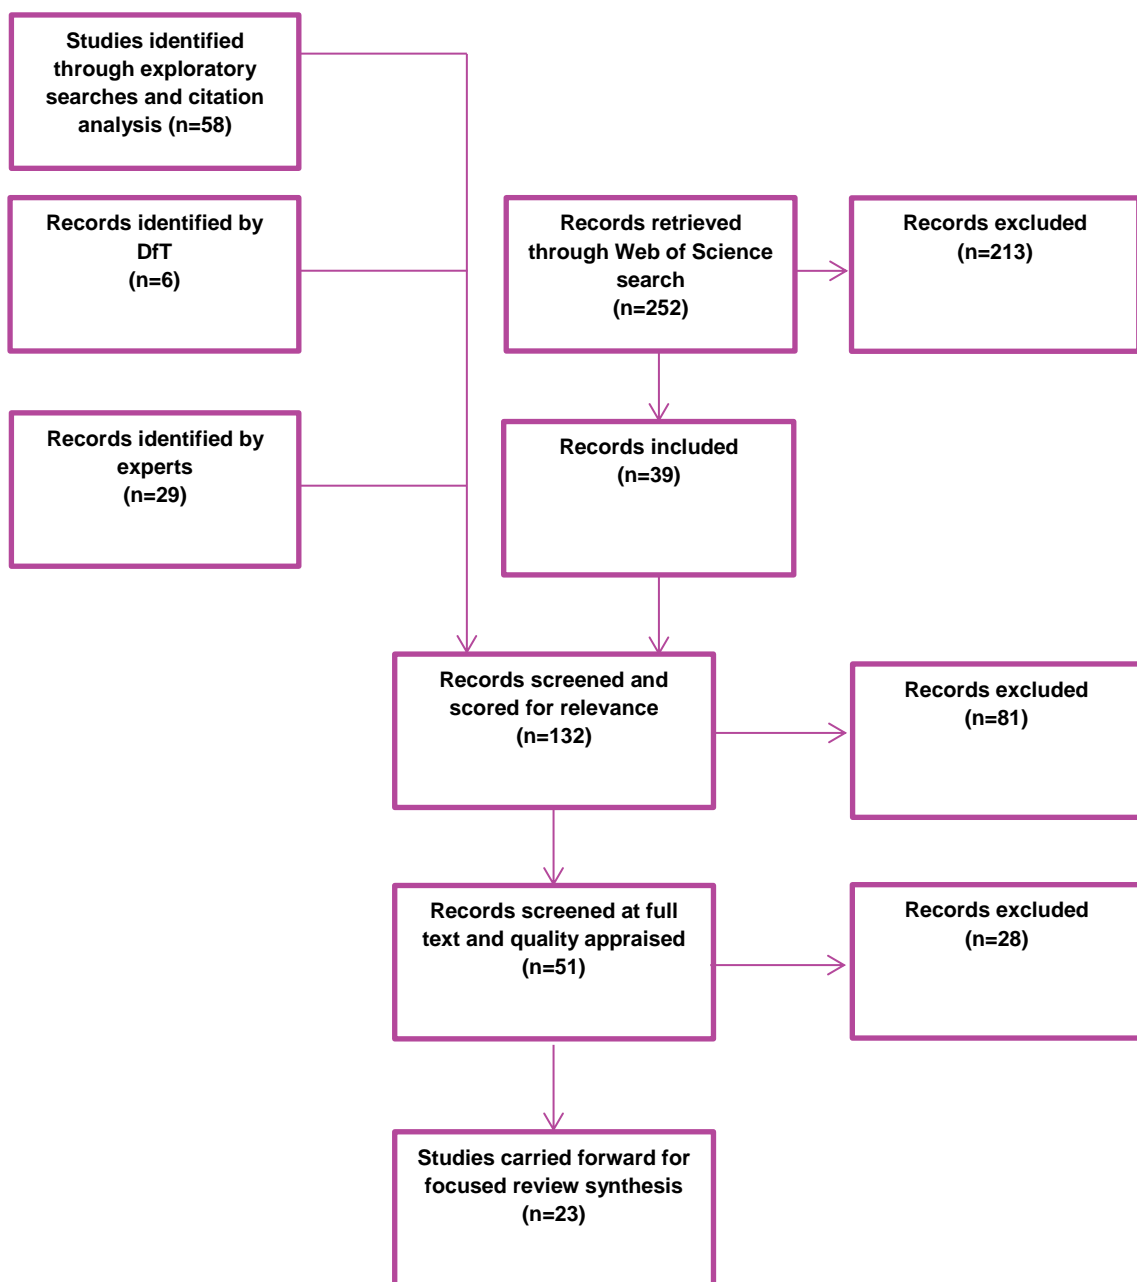 Studies identified
through exploratory
searches and citation
analysis (n=58)
Records identified by
DfT
(n=6)
Records retrieved
through Web of Science
search
(n=252)
Records excluded
(n=213)
Records identified by
experts
(n=29)
Records included
(n=39)
Records screened and
scored for relevance
(n=132)
Records excluded
(n=81)
Records screened at full
text and quality appraised
(n=51)
Records excluded
(n=28)
Studies carried forward for
focused review synthesis
(n=23)